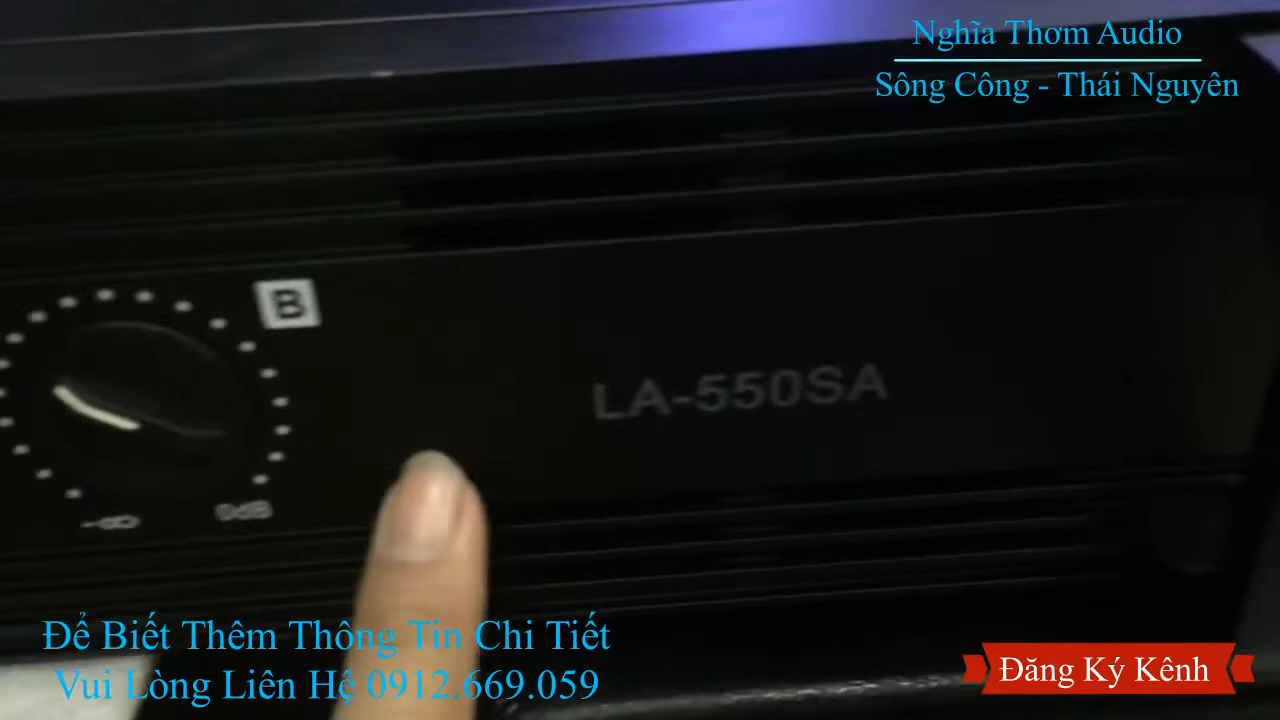 Nghĩa Thơm Audio
Sông Công - Thái Nguyên
B
LA-550SA
-∞ 0dB
Để Biết Thêm Thông Tin Chi Tiết
Vui Lòng Liên Hệ 0912.669.059
Đăng Ký Kênh